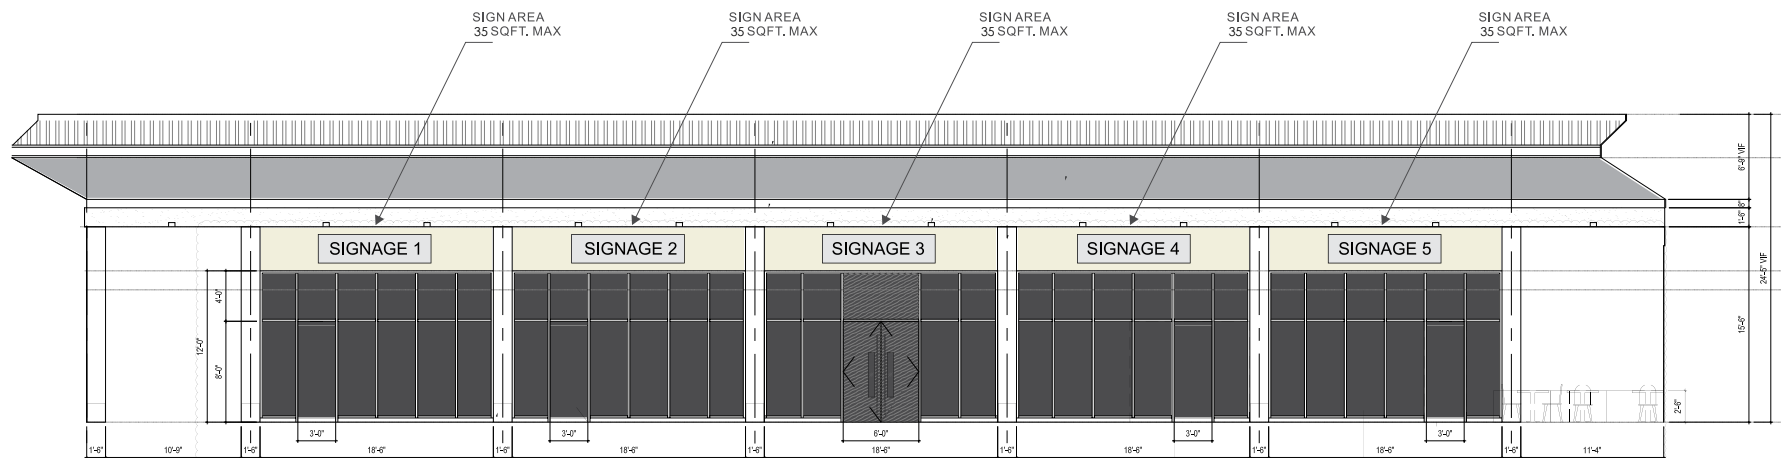 SIGN AREA
35 SQFT. MAX
SIGN AREA
35 SQFT. MAX
SIGN AREA
35 SQFT. MAX
SIGN AREA
35 SQFT. MAX
SIGN AREA
35 SQFT. MAX
6'-9" VIF
8"
1'-6"
24'-5" VIF
15'-6"
2'-6"
SIGNAGE 1
SIGNAGE 2
SIGNAGE 3
SIGNAGE 4
SIGNAGE 5
4'-0"
12'-0"
8'-0"
3'-0"
3'-0"
6'-0"
3'-0"
3'-0"
1'-6"
10'-9"
1'-6"
18'-6"
1'-6"
18'-6"
1'-6"
18'-6"
1'-6"
18'-6"
1'-6"
18'-6"
1'-6"
11'-4"